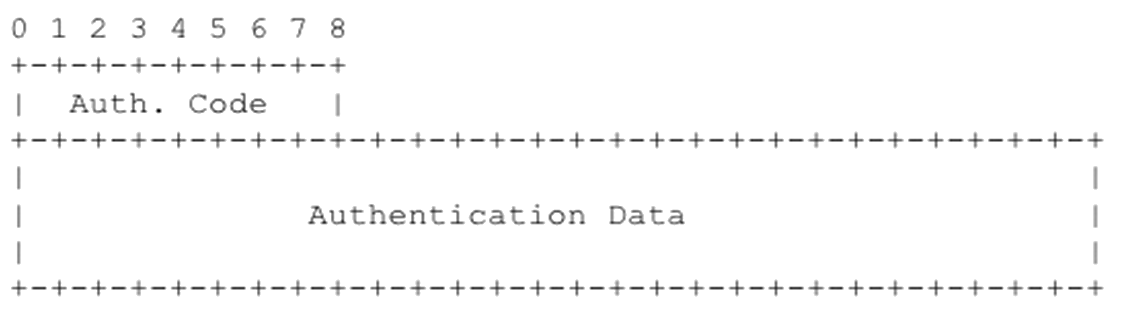 0 1 2 3 4 5 6 7 8
+-+-+-+-+-+-+-+-+
|  Auth. Code   |
+-+-+-+-+-+-+-+-+-+-+-+-+-+-+-+-+-+-+-+-+-+-+-+-+-+-+-+
|                                                     |
|              Authentication Data                    |
|                                                     |
+-+-+-+-+-+-+-+-+-+-+-+-+-+-+-+-+-+-+-+-+-+-+-+-+-+-+-+